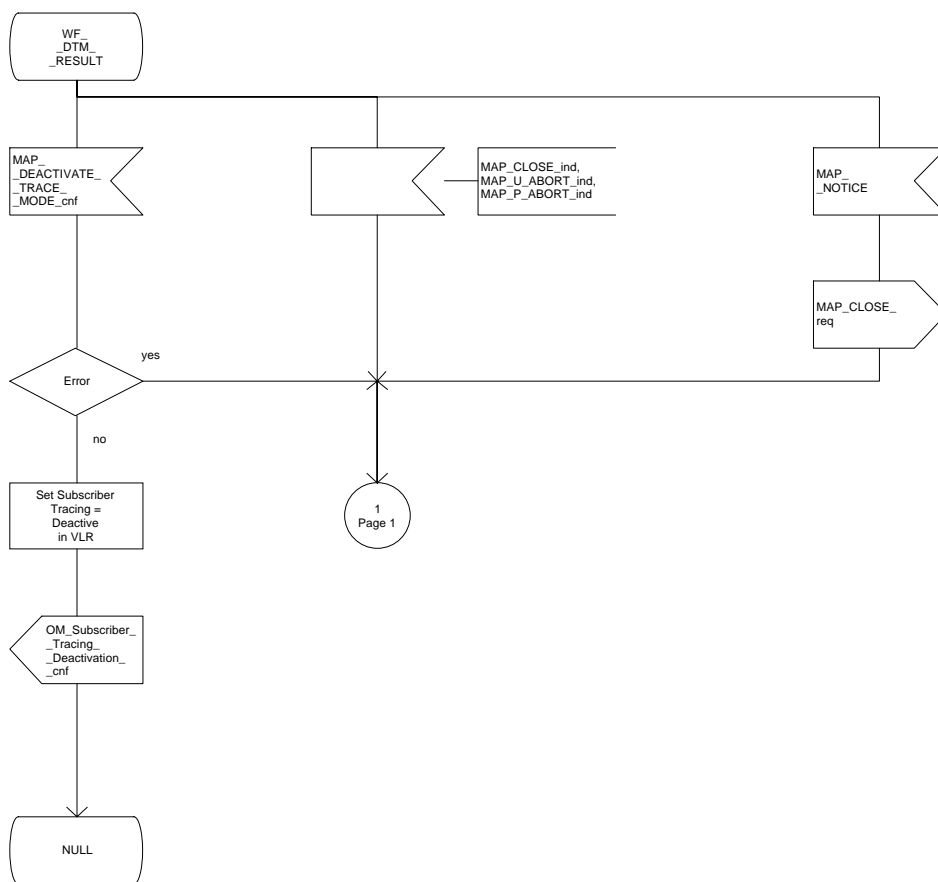 WF_
_DTM_
_RESULT
MAP_
_DEACTIVATE_
_TRACE_
_MODE_cnf
MAP_CLOSE_ind,
MAP_U_ABORT_ind,
MAP_P_ABORT_ind
MAP_
_NOTICE
MAP_CLOSE_
req
Error
yes
no
Set Subscriber
Tracing =
Deactive
in VLR
1
Page 1
OM_Subscriber_
_Tracing_
_Deactivation_
_cnf
NULL